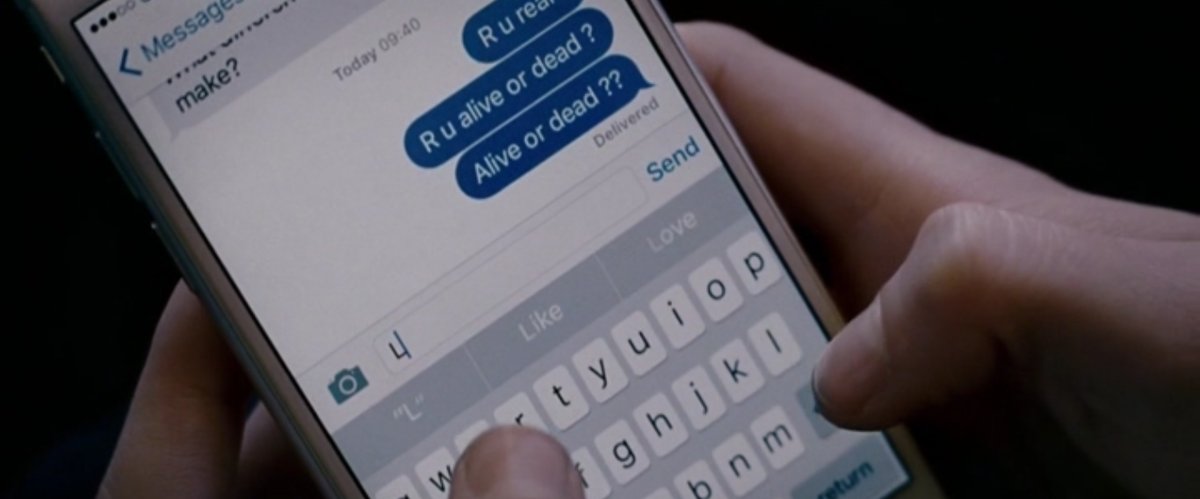 Messages
make?
Today 09:40
R u real
R u alive or dead ?
Alive or dead ??
Delivered
Send
L
"L"
Like
Love
w r t y u i o p
f g h j k l
b n m
return